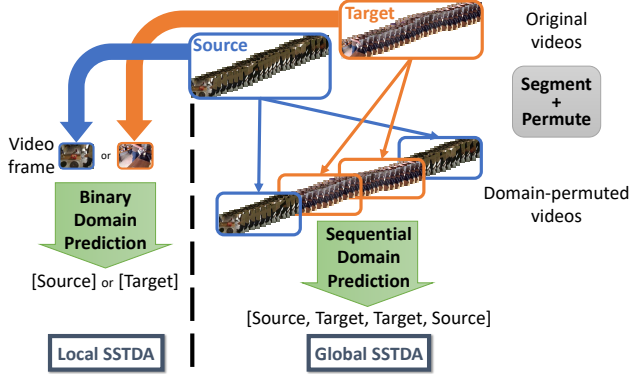 Target
Original
videos
Source
Segment
+
Permute
Video
frame
or
Domain-permuted
videos
Binary
Domain
Prediction
Sequential
Domain
Prediction
[Source] or [Target]
[Source, Target, Target, Source]
Local SSTDA
Global SSTDA